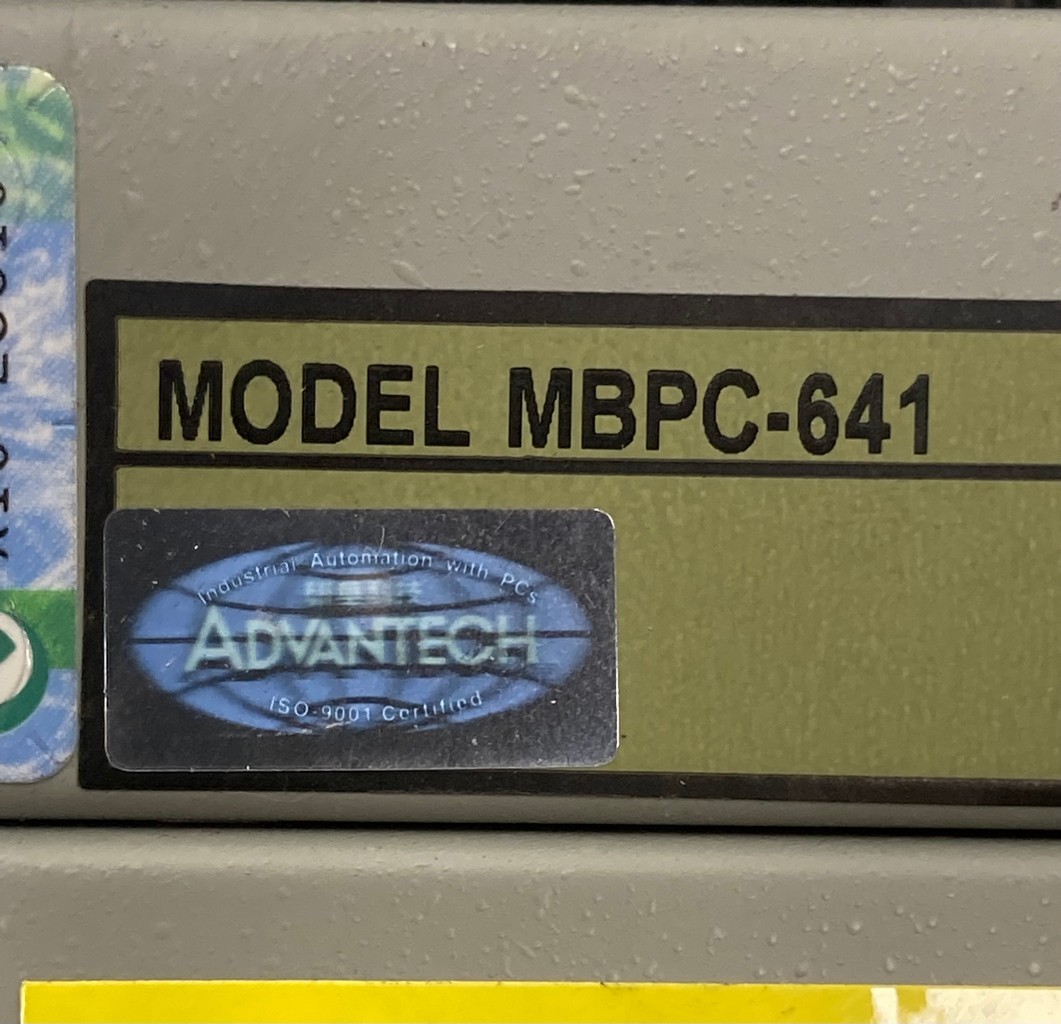 MODEL MBPC-641
Industrial Automation with PCs
ADVANTECH
ISO-9001 Certified